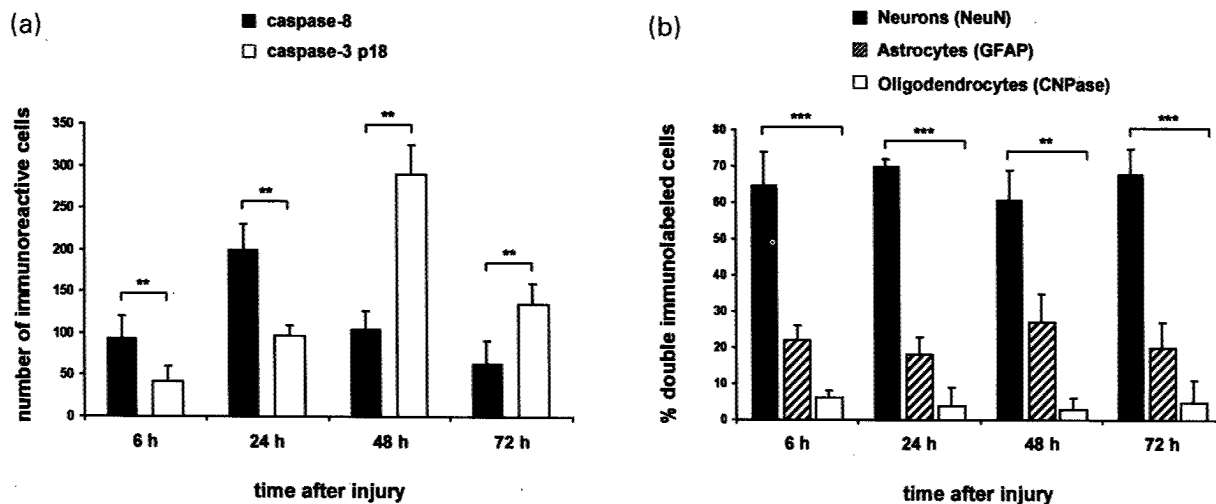 (a)
caspase-8
caspase-3 p18
number of immunoreactive cells
350
300
250
200
150
100
50
0
**
**
**
**
6 h
24 h
48 h
72 h
time after injury
(b)
Neurons (NeuN)
Astrocytes (GFAP)
Oligodendrocytes (CNPase)
% double immunolabeled cells
80
70
60
50
40
30
20
10
0
***
***
**
***
6 h
24 h
48 h
72 h
time after injury